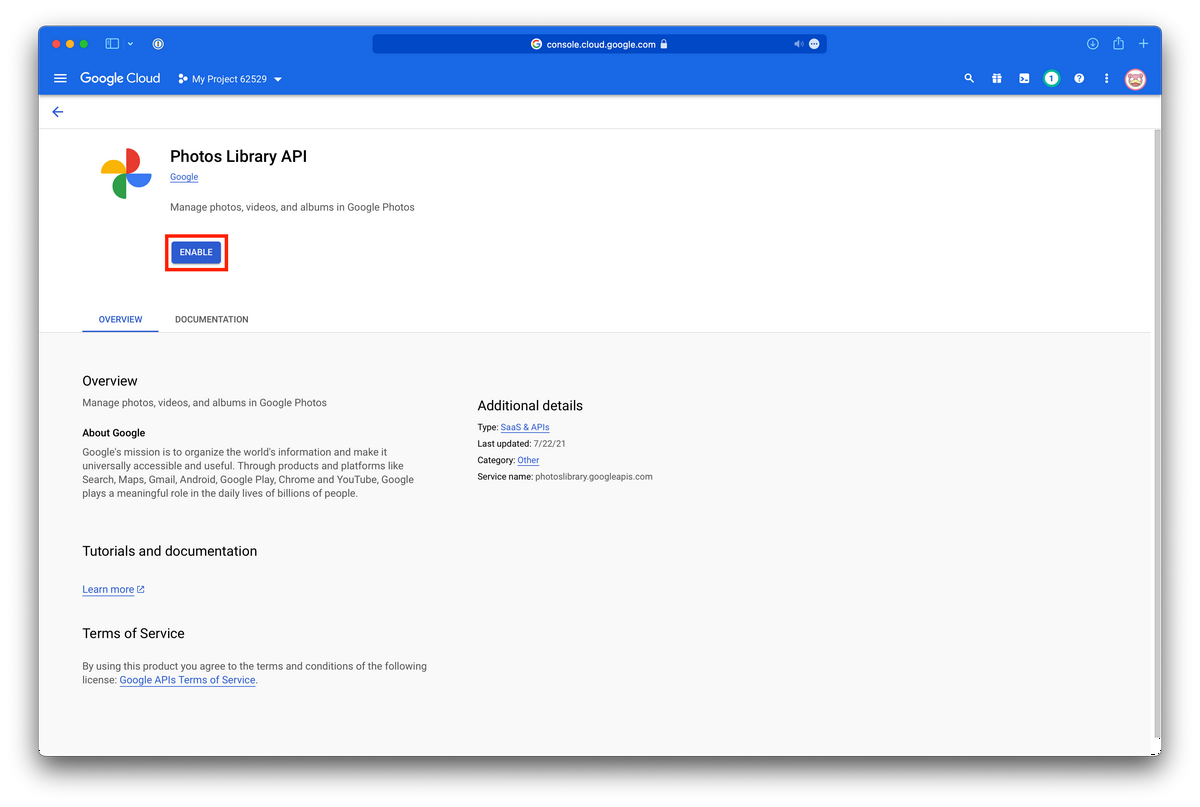 console.cloud.google.com
Google Cloud My Project 62529 1
Photos Library API
Google
Manage photos, videos, and albums in Google Photos
ENABLE
OVERVIEW DOCUMENTATION
Overview
Manage photos, videos, and albums in Google Photos
About Google
Google's mission is to organize the world's information and make it
universally accessible and useful. Through products and platforms like
Search, Maps, Gmail, Android, Google Play, Chrome and YouTube, Google
plays a meaningful role in the daily lives of billions of people.
Additional details
Type: SaaS & APIs
Last updated: 7/22/21
Category: Other
Service name: photoslibrary.googleapis.com
Tutorials and documentation
Learn more
Terms of Service
By using this product you agree to the terms and conditions of the following
license: Google APIs Terms of Service.